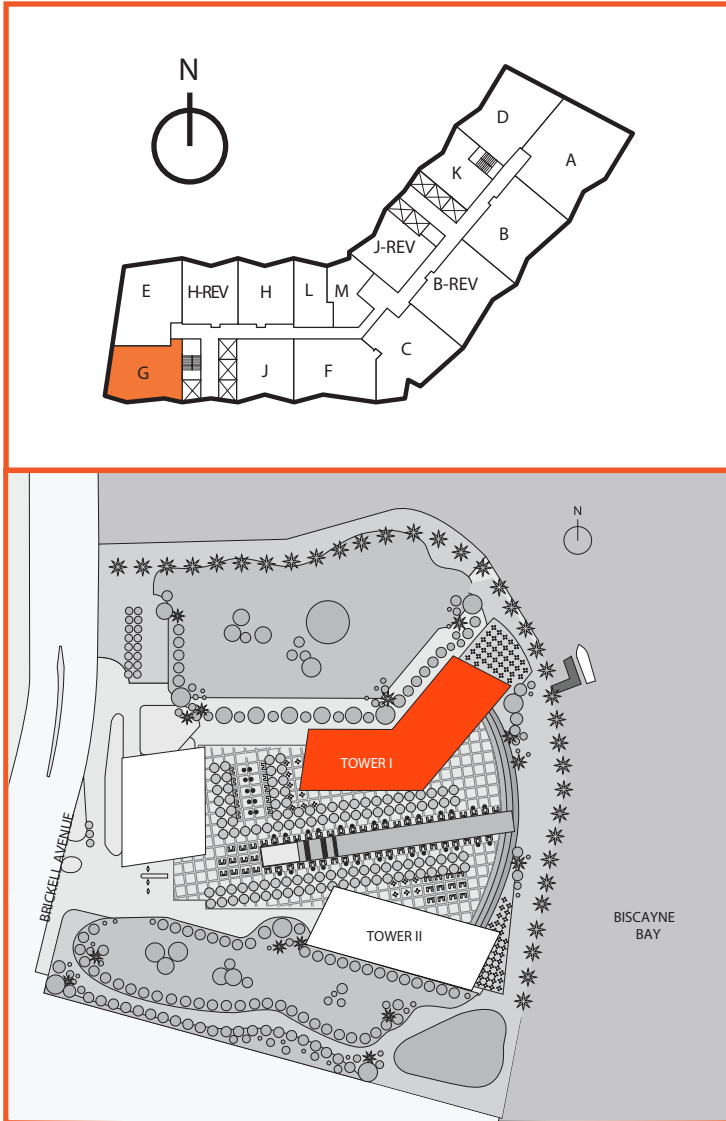 N
D
A
K
B
J-REV
B-REV
E
H-REV
H
L
M
C
G
J
F
N
TOWER I
BRICKELL AVENUE
TOWER II
BISCAYNE
BAY